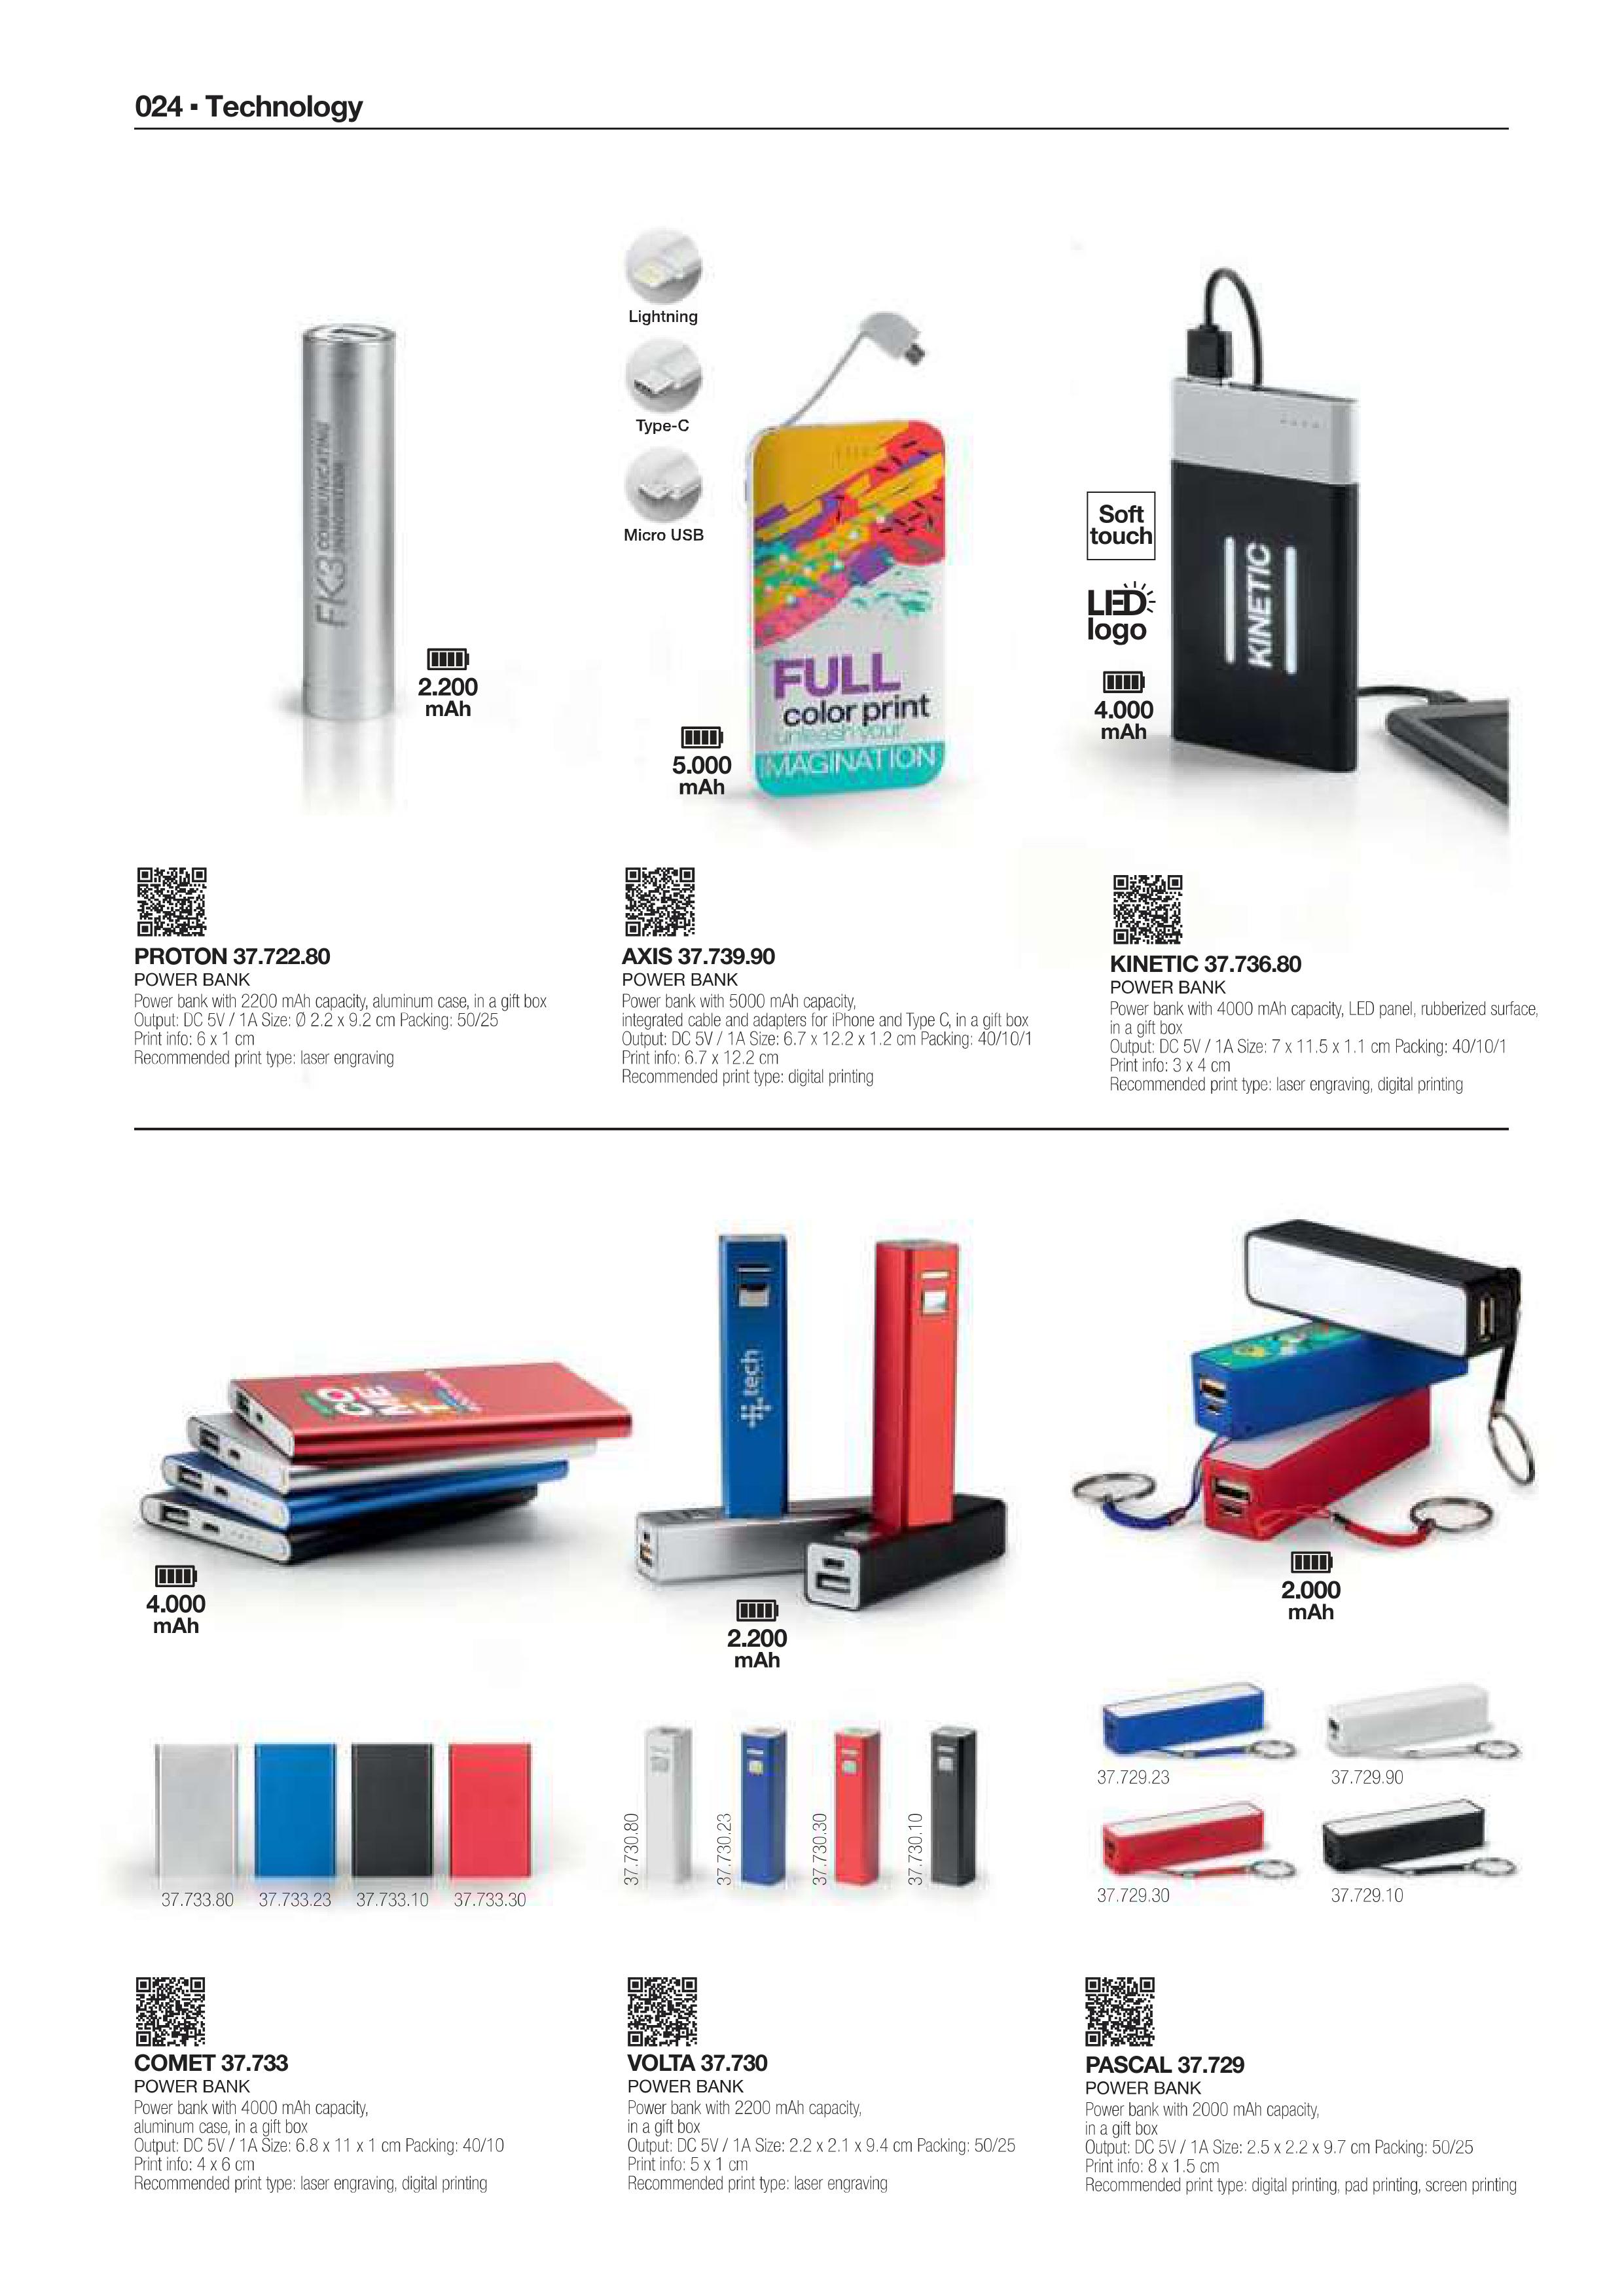 024 ▪ Technology
FK3 COMMUNICATING
INNOVATION
2.200
mAh
Lightning
Type-C
Micro USB
FULL
color print
unleash your
IMAGINATION
5.000
mAh
Soft
touch
LED
logo
4.000
mAh
KINETIC
PROTON 37.722.80
POWER BANK
Power bank with 2200 mAh capacity, aluminum case, in a gift box
Output: DC 5V / 1A Size: Ø 2.2 x 9.2 cm Packing: 50/25
Print info: 6 x 1 cm
Recommended print type: laser engraving
AXIS 37.739.90
POWER BANK
Power bank with 5000 mAh capacity,
integrated cable and adapters for iPhone and Type C, in a gift box
Output: DC 5V / 1A Size: 6.7 x 12.2 x 1.2 cm Packing: 40/10/1
Print info: 6.7 x 12.2 cm
Recommended print type: digital printing
KINETIC 37.736.80
POWER BANK
Power bank with 4000 mAh capacity, LED panel, rubberized surface,
in a gift box
Output: DC 5V / 1A Size: 7 x 11.5 x 1.1 cm Packing: 40/10/1
Print info: 3 x 4 cm
Recommended print type: laser engraving, digital printing
CO
ME
T
4.000
mAh
tech
2.200
mAh
2.000
mAh
37.733.80 37.733.23 37.733.10 37.733.30
37.730.80
37.730.23
37.730.30
37.730.10
37.729.23 37.729.90
37.729.30 37.729.10
COMET 37.733
POWER BANK
Power bank with 4000 mAh capacity,
aluminum case, in a gift box
Output: DC 5V / 1A Size: 6.8 x 11 x 1 cm Packing: 40/10
Print info: 4 x 6 cm
Recommended print type: laser engraving, digital printing
VOLTA 37.730
POWER BANK
Power bank with 2200 mAh capacity,
in a gift box
Output: DC 5V / 1A Size: 2.2 x 2.1 x 9.4 cm Packing: 50/25
Print info: 5 x 1 cm
Recommended print type: laser engraving
PASCAL 37.729
POWER BANK
Power bank with 2000 mAh capacity,
in a gift box
Output: DC 5V / 1A Size: 2.5 x 2.2 x 9.7 cm Packing: 50/25
Print info: 8 x 1.5 cm
Recommended print type: digital printing, pad printing, screen printing